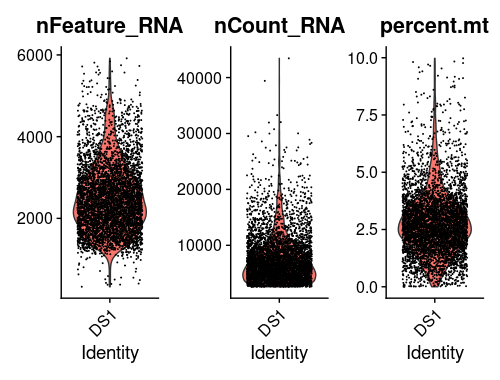 nFeature_RNA
6000
4000
2000
DS1
Identity
nCount_RNA
40000
30000
20000
10000
DS1
Identity
percent.mt
10.0
7.5
5.0
2.5
0.0
DS1
Identity